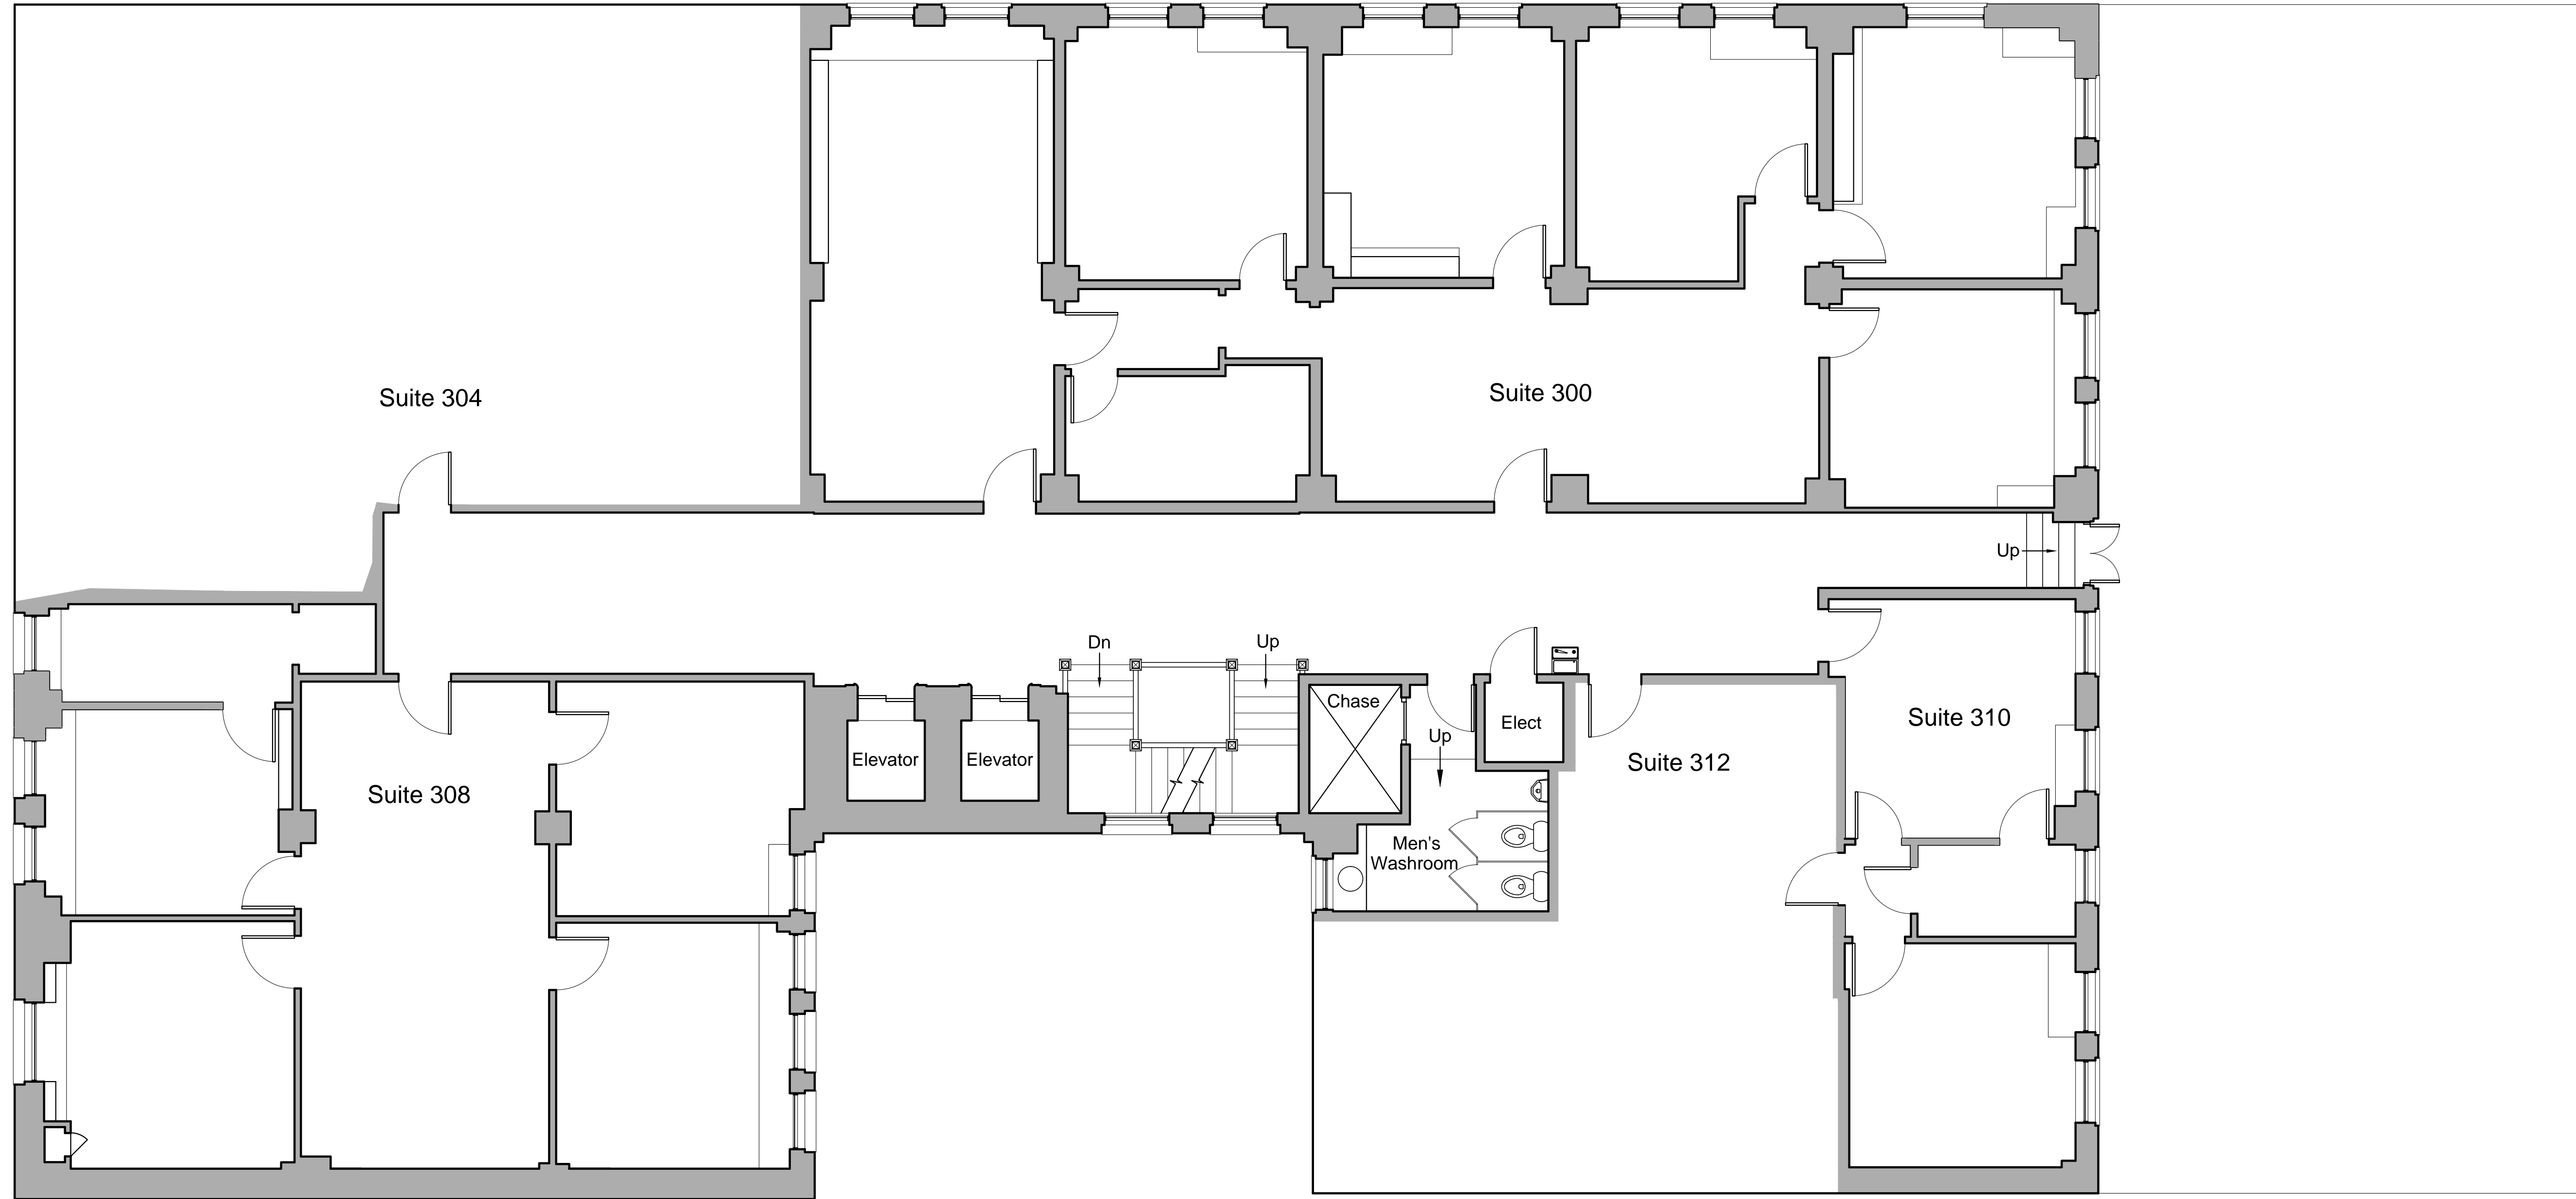 Suite 304
Suite 300
Up
Dn
Up
Chase
Elect
Up
Suite 310
Elevator
Elevator
Suite 312
Suite 308
Men's
Washroom